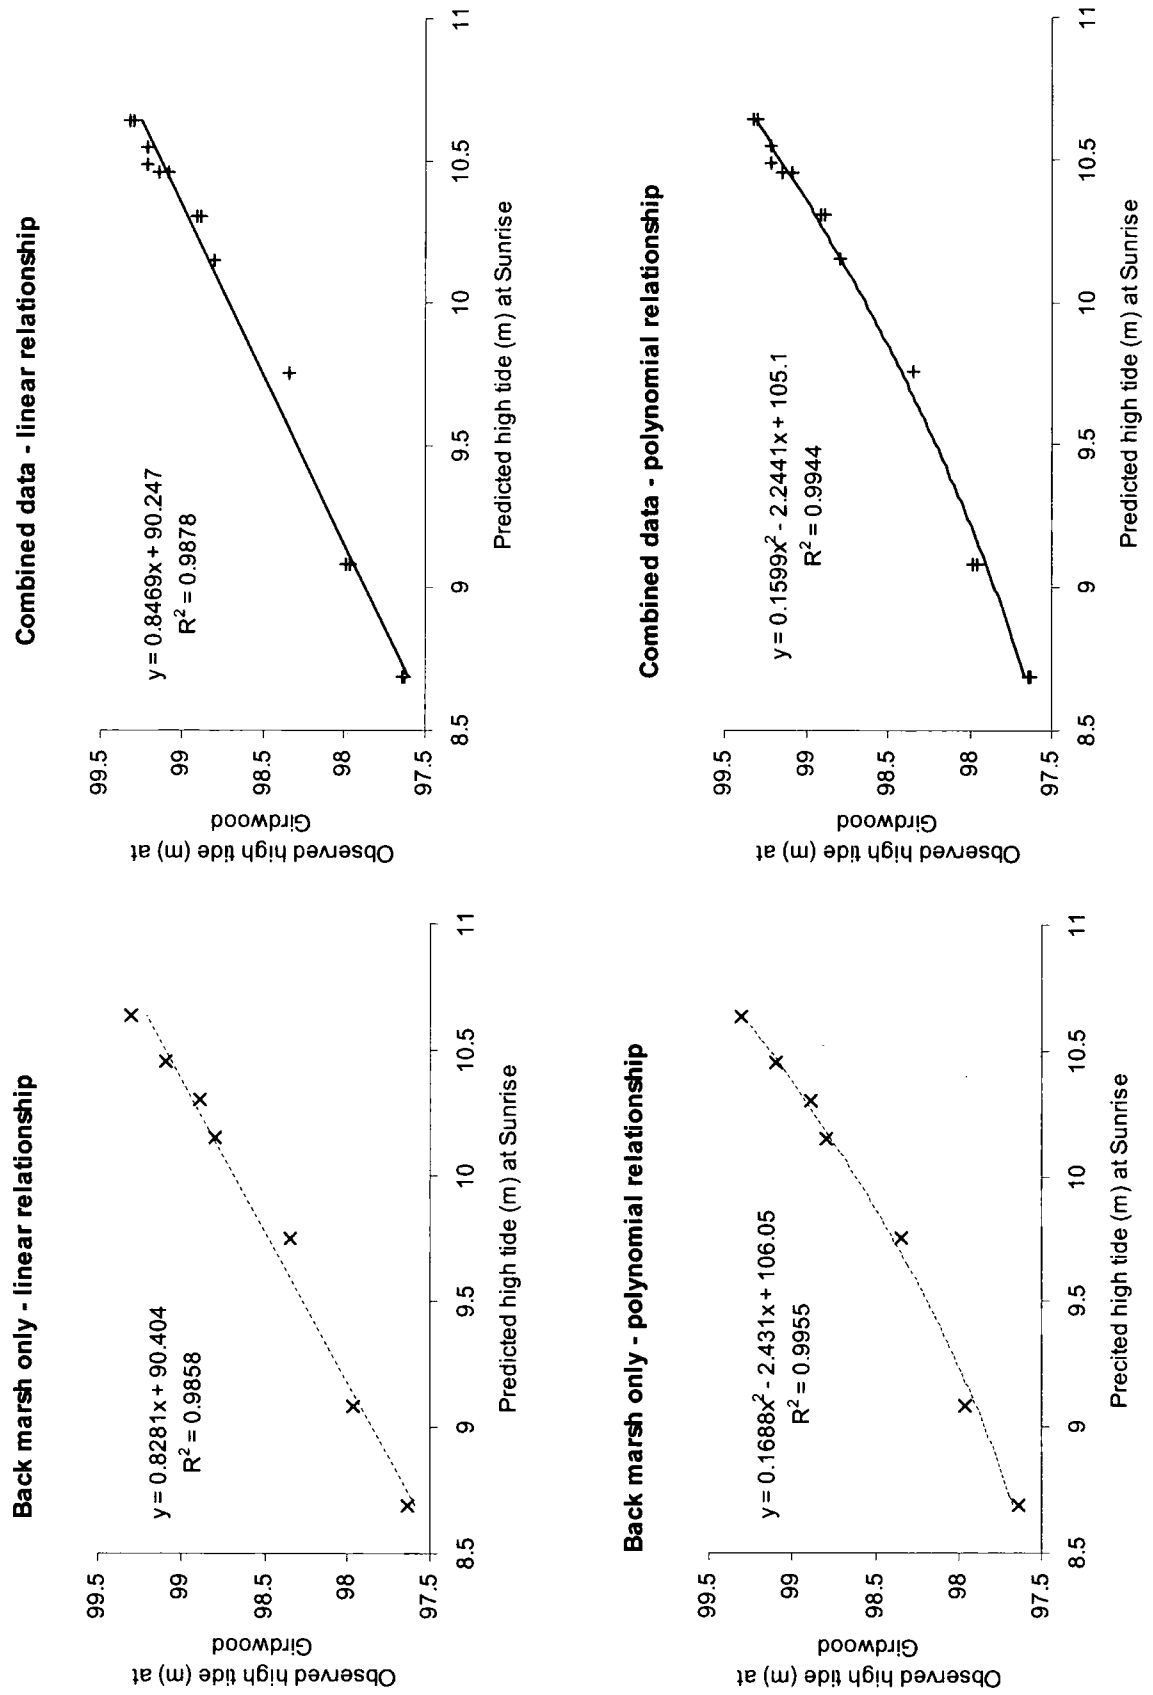 Back marsh only - linear relationship
y = 0.8281x + 90.404
R² = 0.9858
Observed high tide (m) at
Girdwood
99.5
99
98.5
98
97.5
8.5
9
9.5
10
10.5
11
Predicted high tide (m) at Sunrise
Combined data - linear relationship
y = 0.8469x + 90.247
R² = 0.9878
Observed high tide (m) at
Girdwood
99.5
99
98.5
98
97.5
8.5
9
9.5
10
10.5
11
Predicted high tide (m) at Sunrise
Back marsh only - polynomial relationship
y = 0.1688x² - 2.431x + 106.05
R² = 0.9955
Observed high tide (m) at
Girdwood
99.5
99
98.5
98
97.5
8.5
9
9.5
10
10.5
11
Precited high tide (m) at Sunrise
Combined data - polynomial relationship
y = 0.1599x² - 2.2441x + 105.1
R² = 0.9944
Observed high tide (m) at
Girdwood
99.5
99
98.5
98
97.5
8.5
9
9.5
10
10.5
11
Predicted high tide (m) at Sunrise